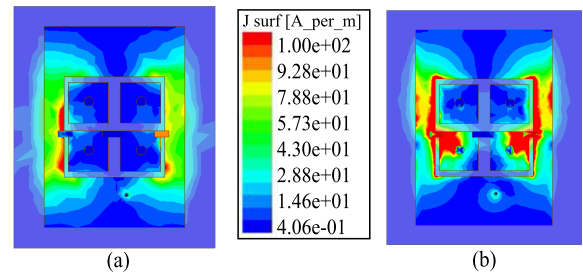 J surf [A_per_m]
1.00e+02
9.28e+01
7.88e+01
5.73e+01
4.30e+01
2.88e+01
1.46e+01
4.06e-01
(a)
(b)